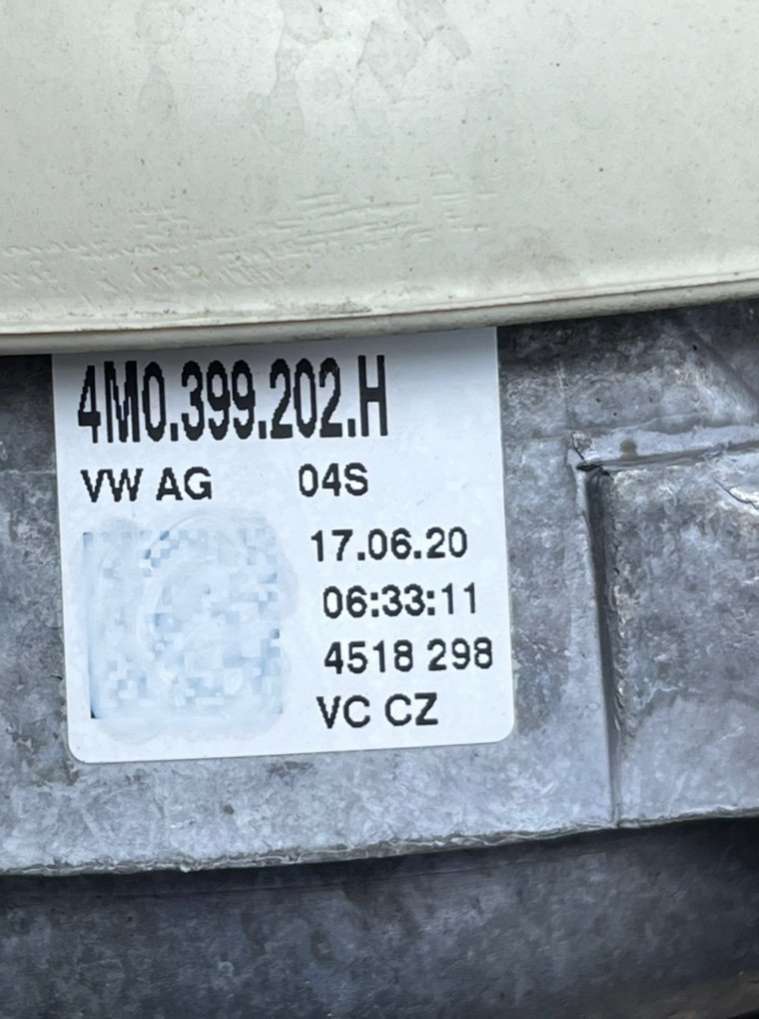 4M0.399.202.H
VW AG 04S
17.06.20
06:33:11
4518 298
VC CZ